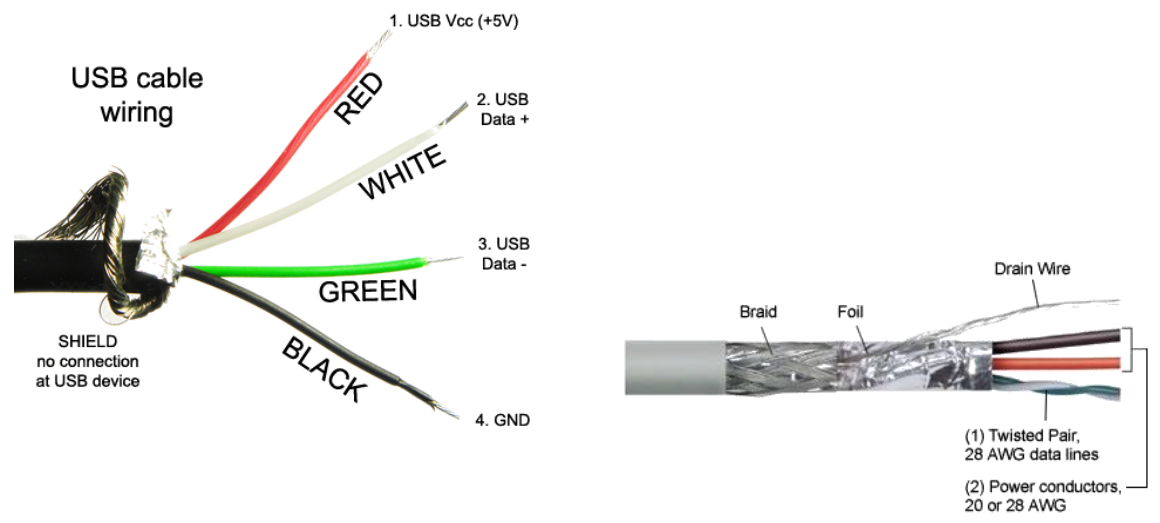 USB cable
wiring
1. USB Vcc (+5V)
RED
2. USB
Data +
WHITE
3. USB
Data -
GREEN
BLACK
4. GND
SHIELD
no connection
at USB device
Drain Wire
Braid
Foil
(1) Twisted Pair,
28 AWG data lines
(2) Power conductors,
20 or 28 AWG